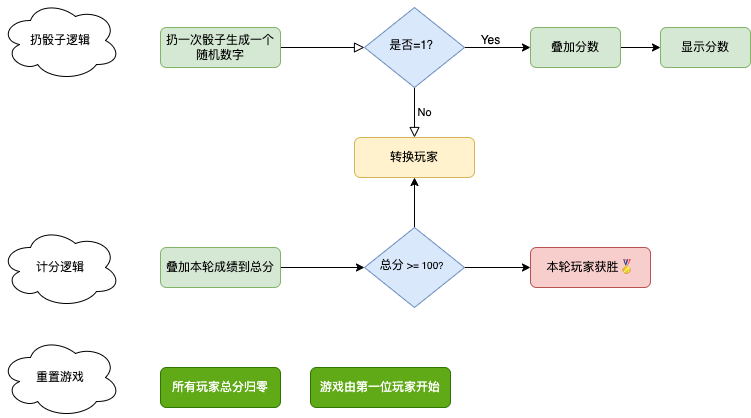 扔骰子逻辑
扔一次骰子生成一个
随机数字
是否=1?
Yes
叠加分数
显示分数
No
转换玩家
计分逻辑
叠加本轮成绩到总分
总分 >= 100?
本轮玩家获胜🏅
重置游戏
所有玩家总分归零
游戏由第一位玩家开始